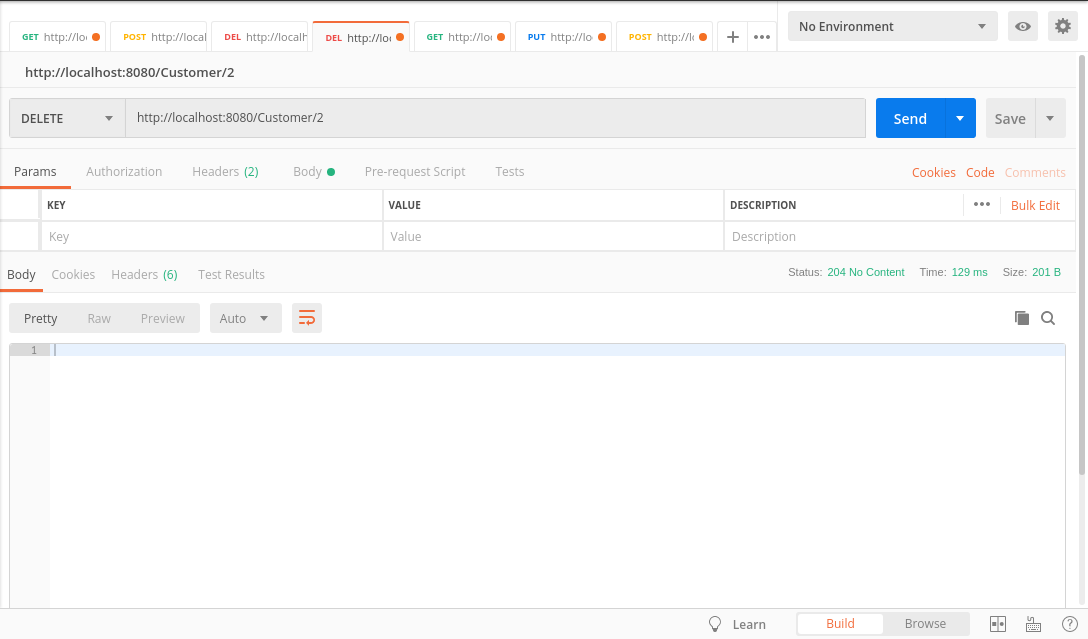 GET http://loc POST http://local DEL http://localh DEL http://loc GET http://loc PUT http://lo POST http://lo + ••• No Environment
http://localhost:8080/Customer/2
DELETE http://localhost:8080/Customer/2 Send Save
Params Authorization Headers (2) Body Pre-request Script Tests Cookies Code Comments
KEY VALUE DESCRIPTION ••• Bulk Edit
Key Value Description
Body Cookies Headers (6) Test Results Status: 204 No Content Time: 129 ms Size: 201 B
Pretty Raw Preview Auto
1
Learn Build Browse ?